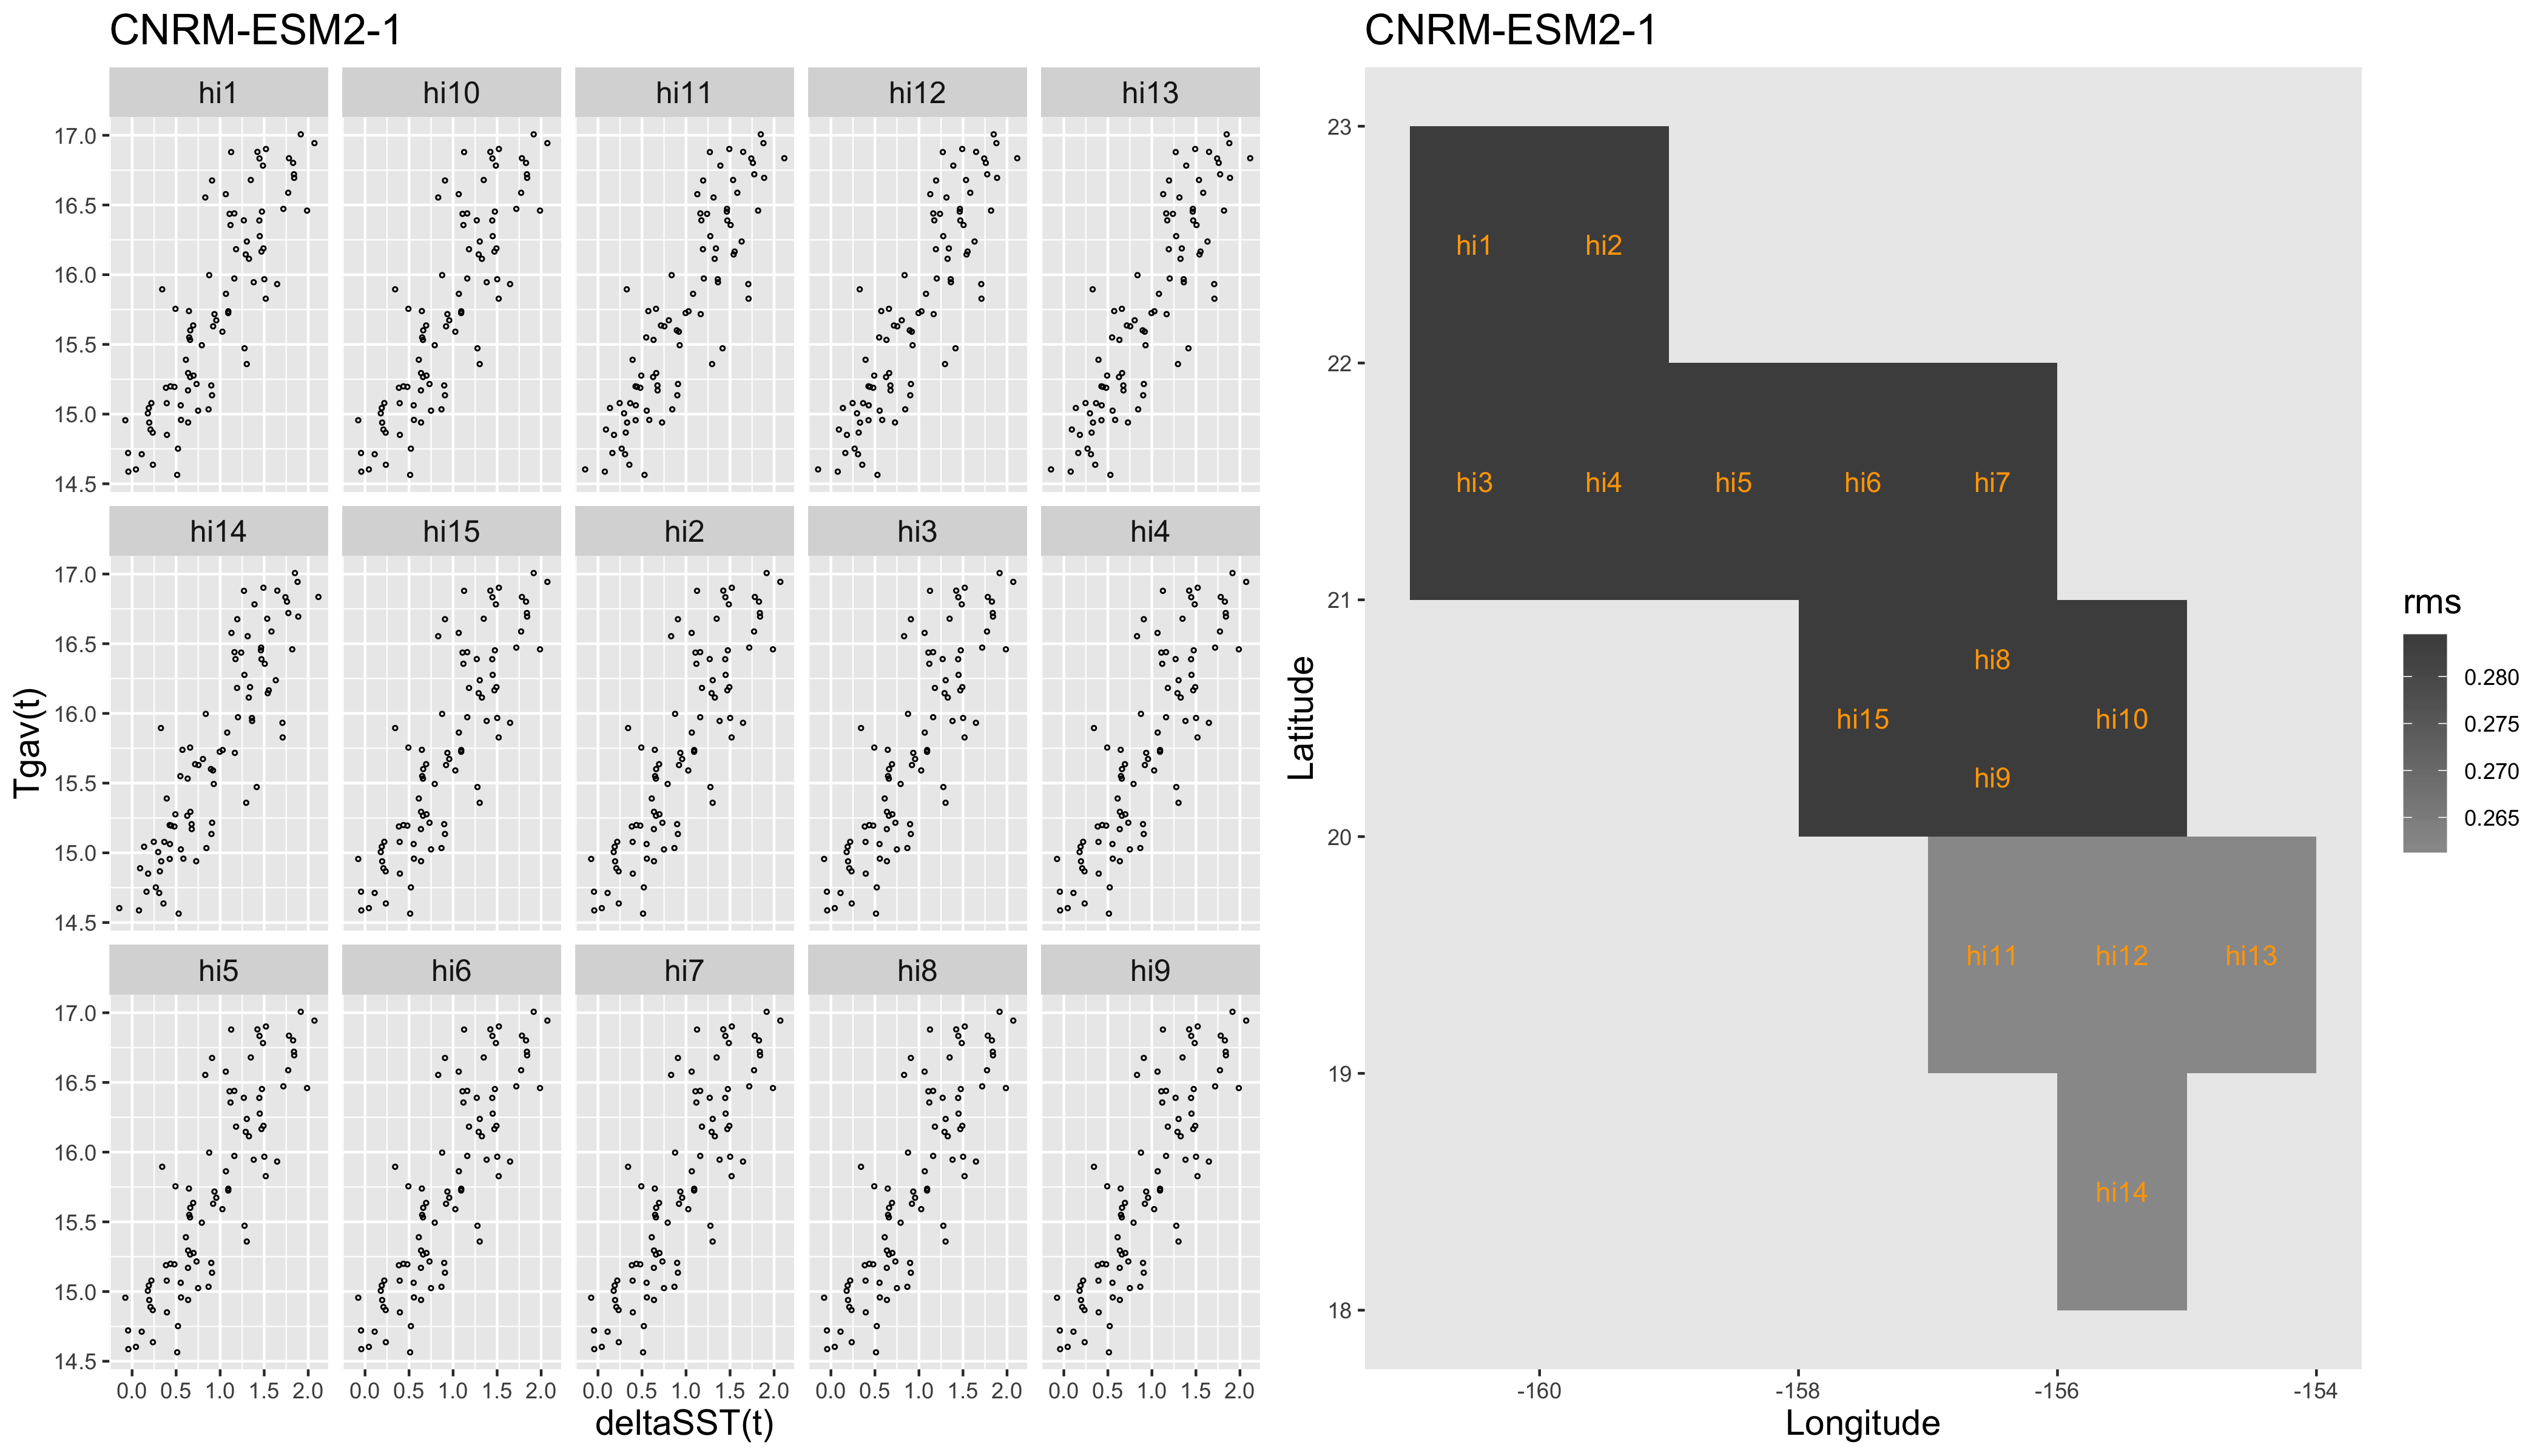 CNRM-ESM2-1
hi1 hi10 hi11 hi12 hi13
17.0
16.5
16.0
15.5
15.0
14.5
hi14 hi15 hi2 hi3 hi4
17.0
16.5
16.0
15.5
15.0
14.5
hi5 hi6 hi7 hi8 hi9
17.0
16.5
16.0
15.5
15.0
14.5
Tgav(t)
0.0 0.5 1.0 1.5 2.0 0.0 0.5 1.0 1.5 2.0 0.0 0.5 1.0 1.5 2.0 0.0 0.5 1.0 1.5 2.0 0.0 0.5 1.0 1.5 2.0
deltaSST(t)
CNRM-ESM2-1
23
22
21
20
19
18
Latitude
hi1 hi2
hi3 hi4 hi5 hi6 hi7
hi8
hi15 hi10
hi9
hi11 hi12 hi13
hi14
-160 -158 -156 -154
Longitude
rms
0.280
0.275
0.270
0.265